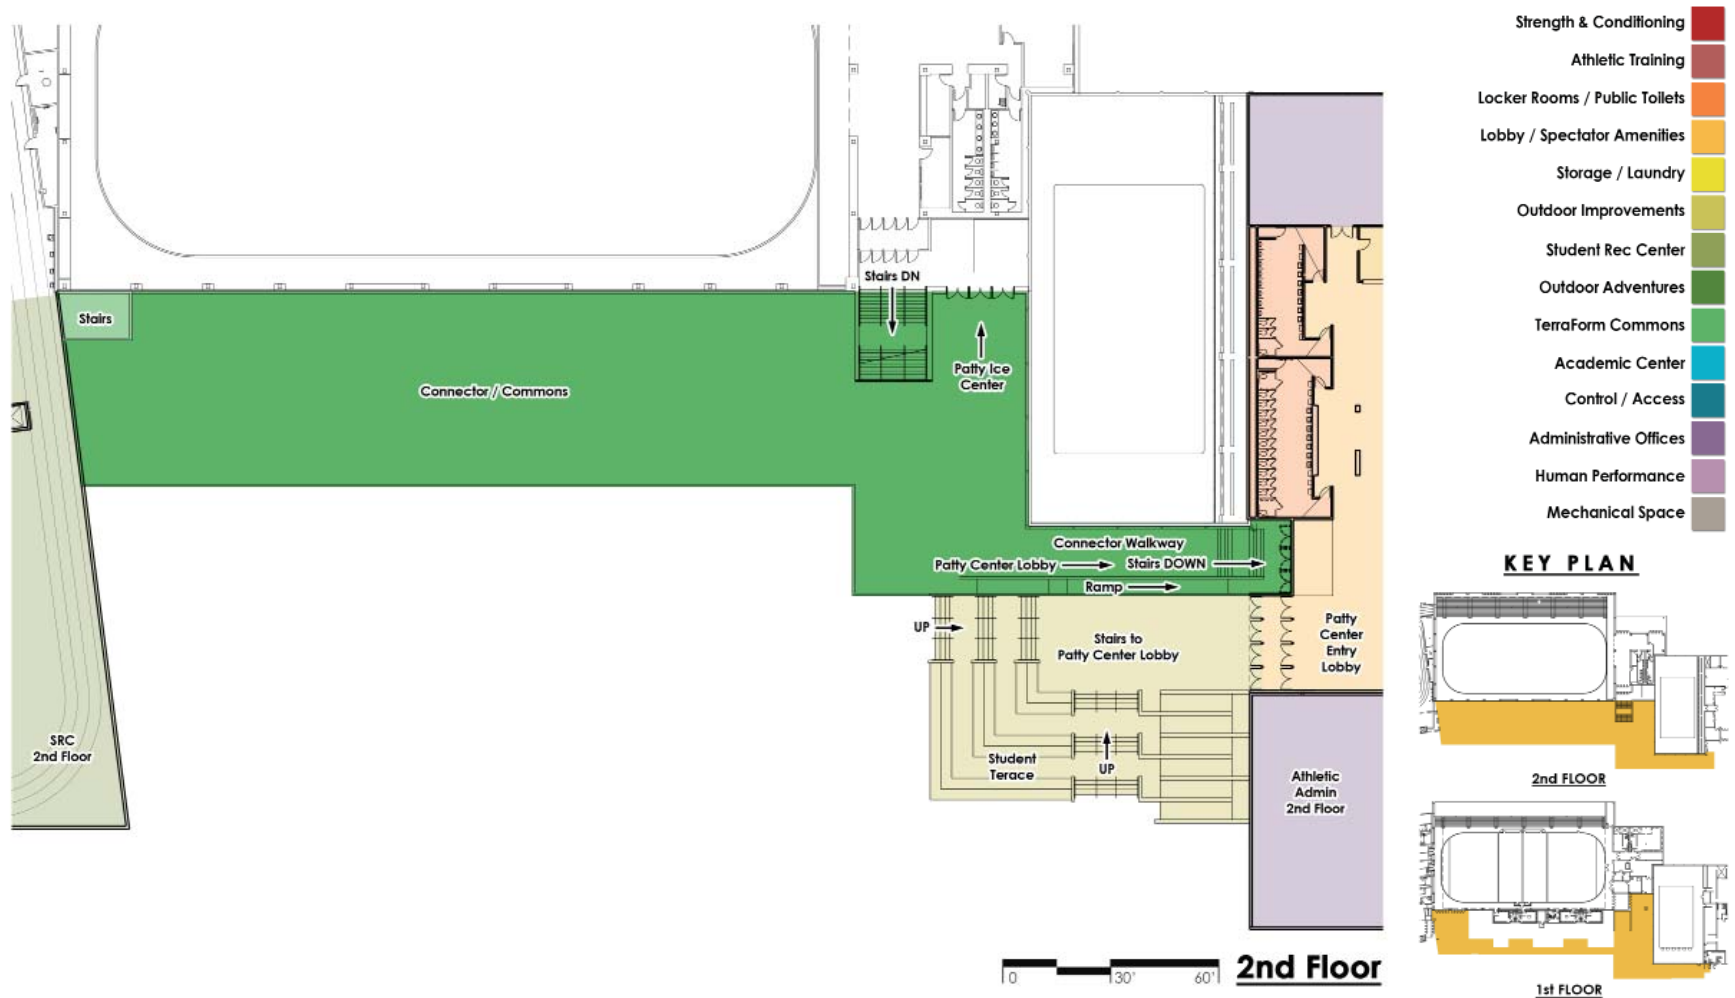 Strength & Conditioning
Athletic Training
Locker Rooms / Public Toilets
Lobby / Spectator Amenities
Storage / Laundry
Outdoor Improvements
Student Rec Center
Outdoor Adventures
TerraForm Commons
Academic Center
Control / Access
Administrative Offices
Human Performance
Mechanical Space
Stairs DN
Stairs
Patty Ice
Center
Connector / Commons
Connector Walkway
Patty Center Lobby
Stairs DOWN
Ramp
UP
Stairs to
Patty Center Lobby
Patty
Center
Entry
Lobby
SRC
2nd Floor
Student
Terace
UP
Athletic
Admin
2nd Floor
KEY PLAN
2nd FLOOR
1st FLOOR
0 30' 60'
2nd Floor